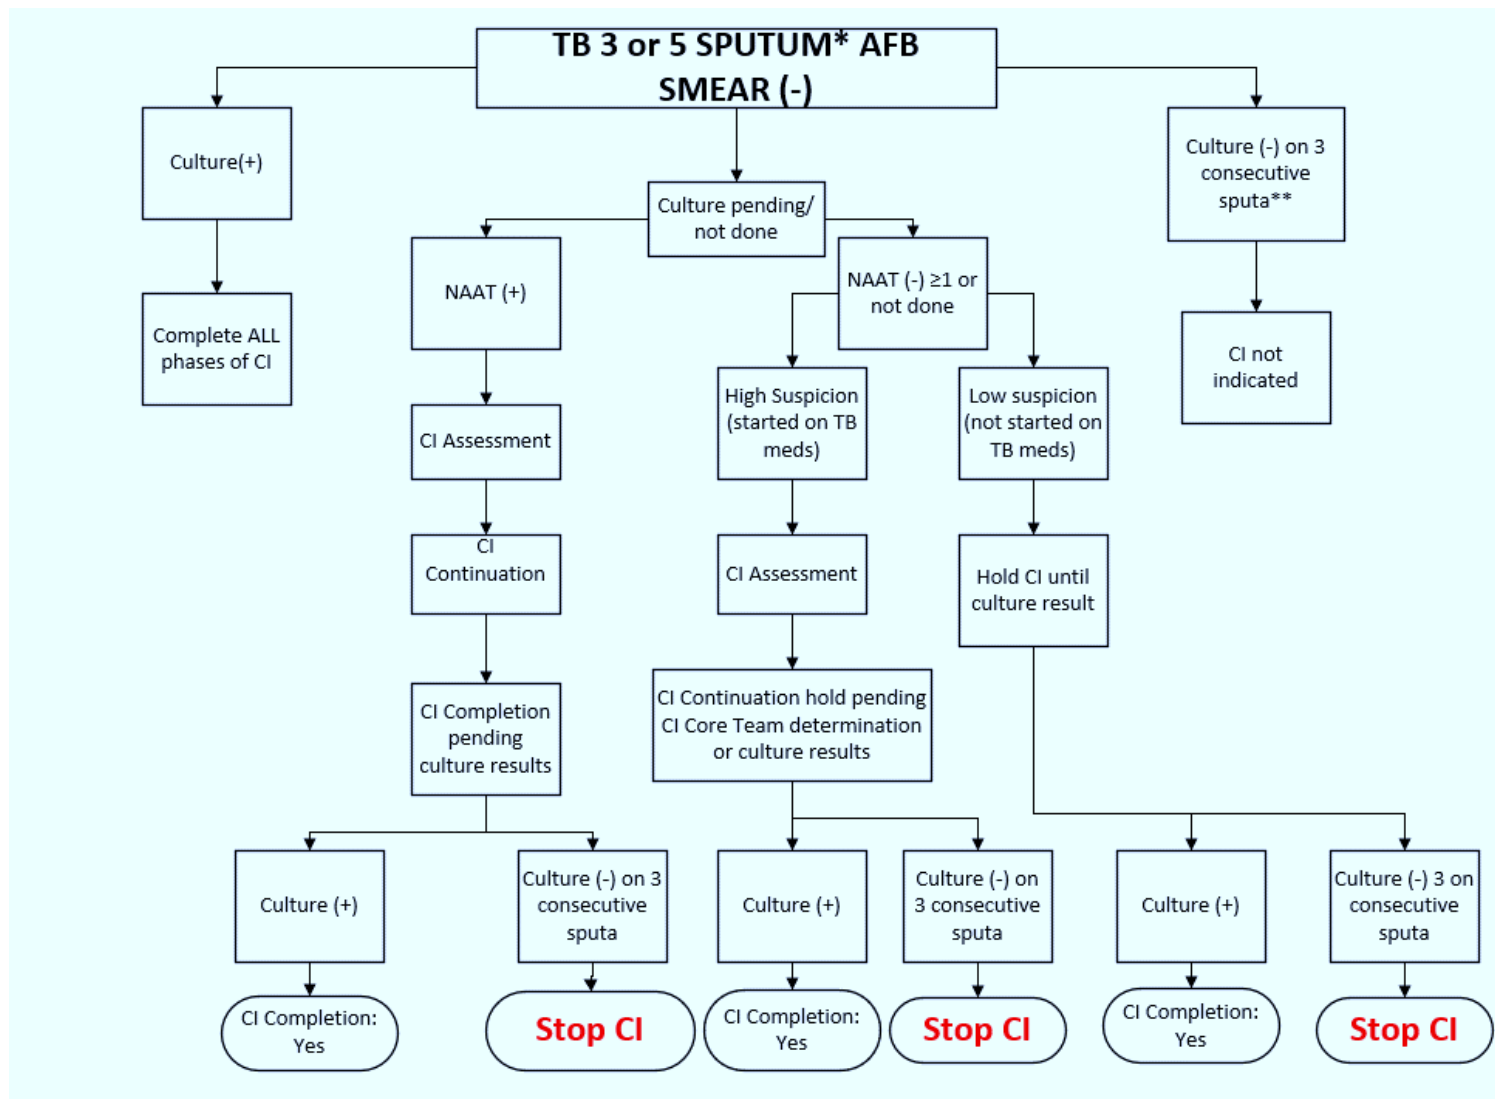 TB 3 or 5 SPUTUM* AFB
SMEAR (-)
Culture(+)
Complete ALL
phases of CI
Culture pending/
not done
Culture (-) on 3
consecutive
sputa**
CI not
indicated
NAAT (+)
NAAT (-) ≥1 or
not done
CI Assessment
CI
Continuation
CI Completion
pending
culture results
High Suspicion
(started on TB
meds)
CI Assessment
CI Continuation hold pending
CI Core Team determination
or culture results
Low suspicion
(not started on
TB meds)
Hold CI until
culture result
Culture (+)
Culture (-) on 3
consecutive
sputa
Culture (+)
Culture (-) on
3 consecutive
sputa
Culture (+)
Culture (-) 3 on
consecutive
sputa
CI Completion:
Yes
Stop CI
CI Completion:
Yes
Stop CI
CI Completion:
Yes
Stop CI